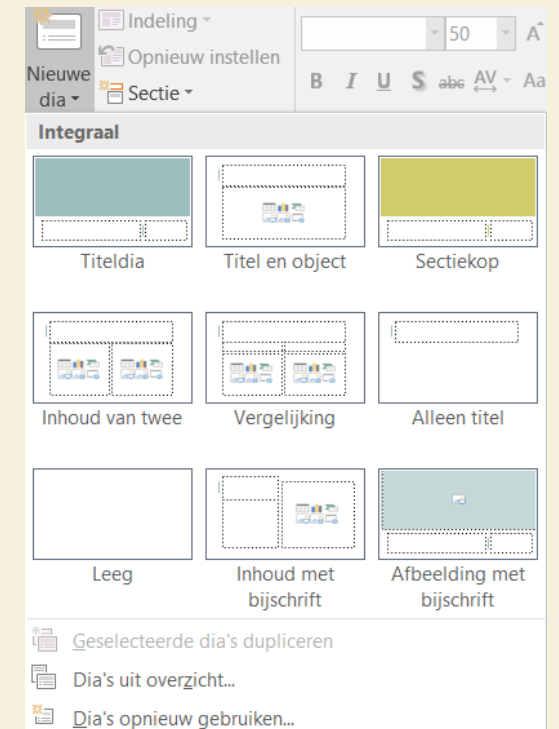 Indeling
50 A
Opnieuw instellen
Nieuwe
dia
Sectie
B I U S abc AV Aa
Integraal
Titeldia Titel en object Sectiekop
Inhoud van twee Vergelijking Alleen titel
Leeg Inhoud met Afbeelding met
bijschrift bijschrift
Geselecteerde dia's dupliceren
Dia's uit overzicht...
Dia's opnieuw gebruiken...